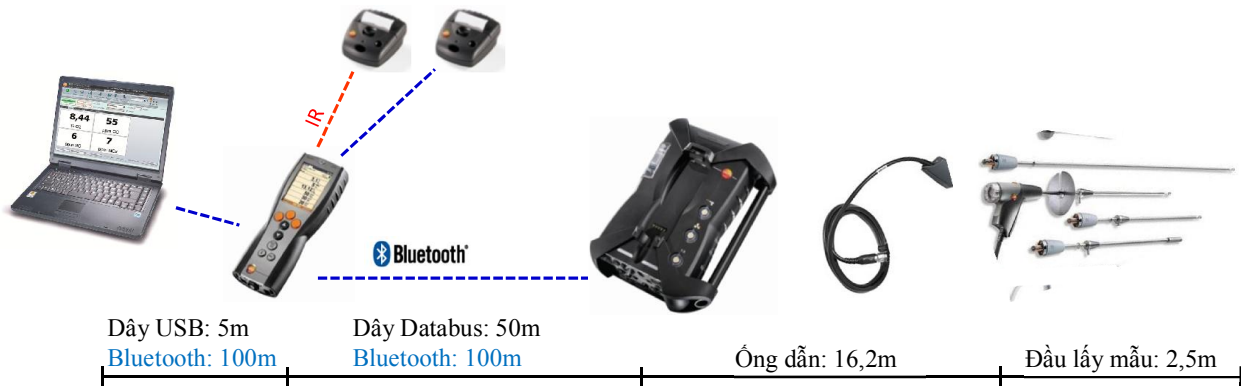 8,44
55
6
7
IR
Bluetooth®
Dây USB: 5m
Bluetooth: 100m
Dây Databus: 50m
Bluetooth: 100m
Ống dẫn: 16,2m
Đầu lấy mẫu: 2,5m